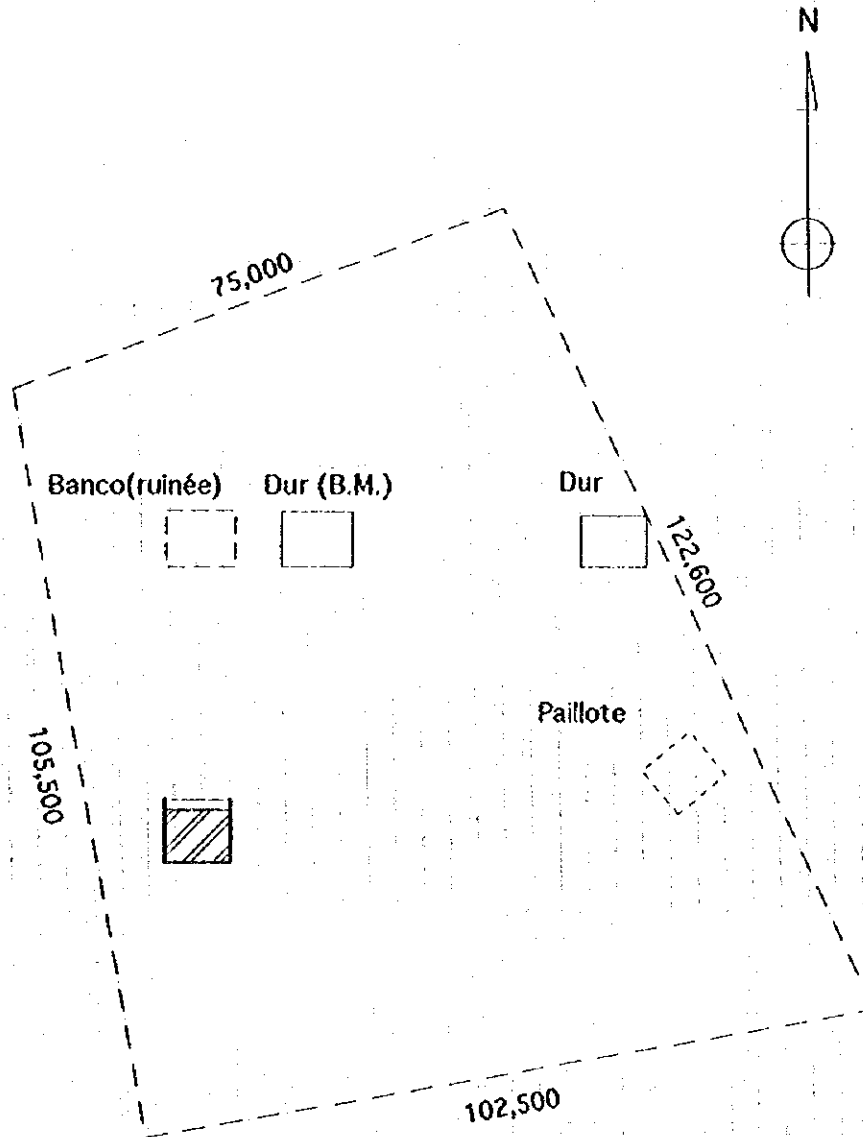 N
75,000
Banco(ruinée)
Dur (B.M.)
Dur
122,600
Paillote
105,500
102,500